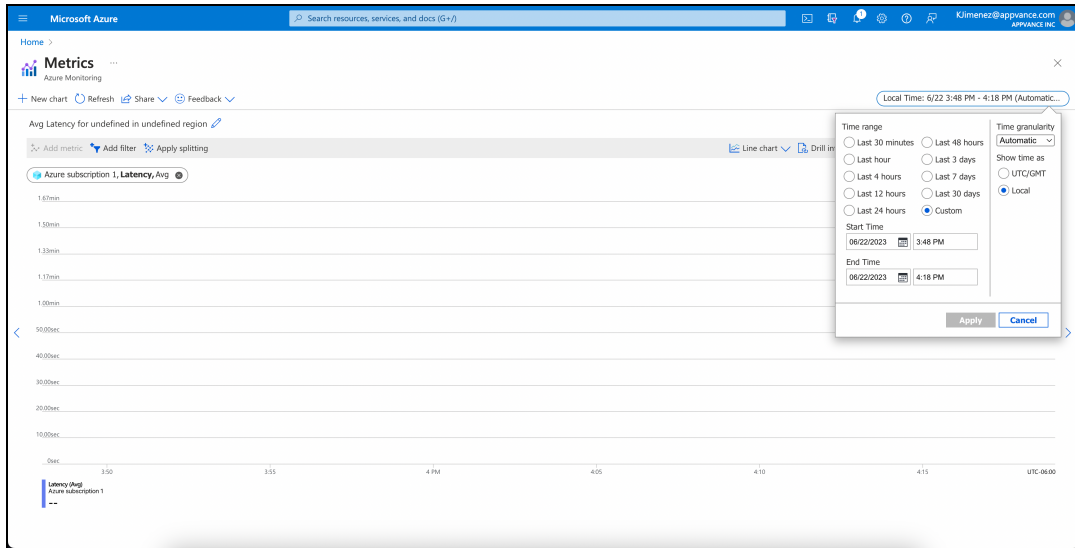 Microsoft Azure
Search resources, services, and docs (G+/)
1
KJimenez@appvance.com
APPVANCE INC
Home >
Metrics ...
Azure Monitoring
New chart Refresh Share Feedback
Local Time: 6/22 3:48 PM - 4:18 PM (Automatic...
Avg Latency for undefined in undefined region
Add metric Add filter Apply splitting
Line chart Drill in
Azure subscription 1, Latency, Avg
1.67min
1.50min
1.33min
1.17min
1.00min
50.00sec
40.00sec
30.00sec
20.00sec
10.00sec
0sec
3:50 3:55 4 PM 4:05 4:10 4:15 UTC-06:00
Latency (Avg)
Azure subscription 1
--
Time range
Last 30 minutes Last 48 hours
Last hour Last 3 days
Last 4 hours Last 7 days
Last 12 hours Last 30 days
Last 24 hours Custom
Start Time
06/22/2023 3:48 PM
End Time
06/22/2023 4:18 PM
Time granularity
Automatic
Show time as
UTC/GMT
Local
Apply Cancel